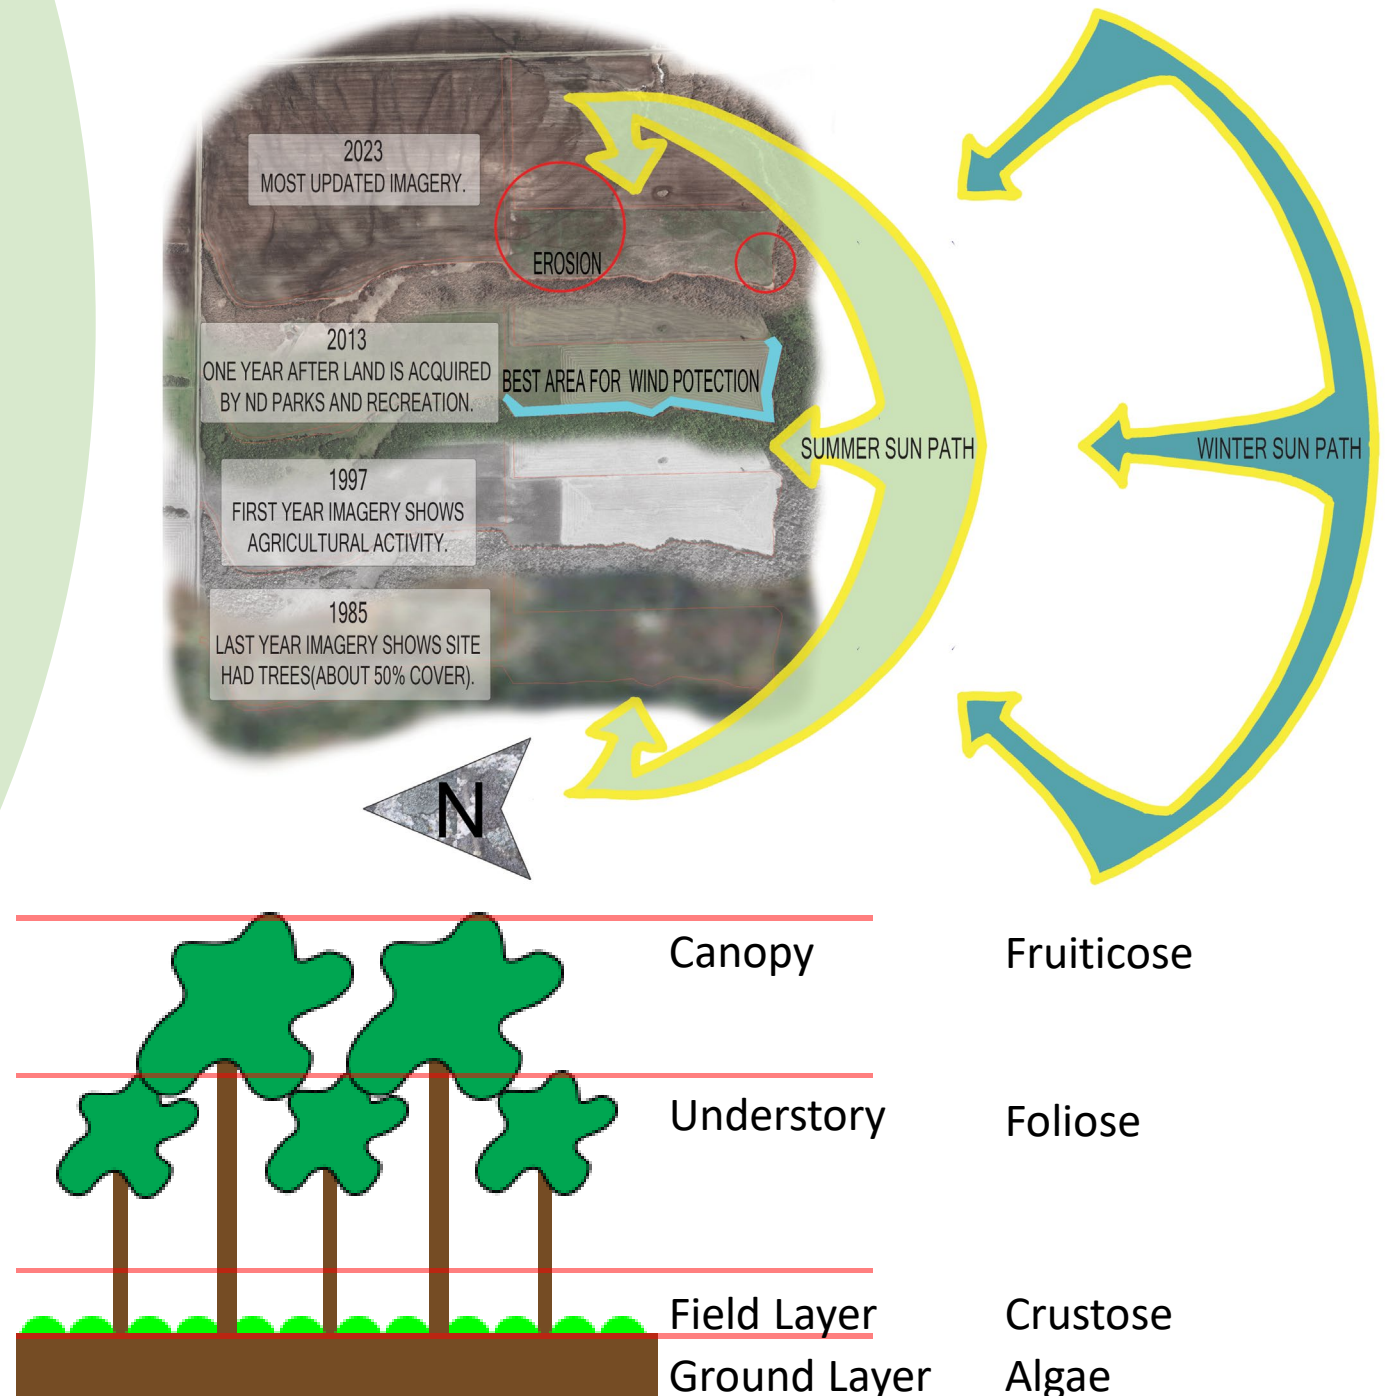 2023
MOST UPDATED IMAGERY.
EROSION
2013
ONE YEAR AFTER LAND IS ACQUIRED
BY ND PARKS AND RECREATION.
BEST AREA FOR WIND POTECTION
SUMMER SUN PATH
WINTER SUN PATH
1997
FIRST YEAR IMAGERY SHOWS
AGRICULTURAL ACTIVITY.
1985
LAST YEAR IMAGERY SHOWS SITE
HAD TREES(ABOUT 50% COVER).
N
Canopy
Fruiticose
Understory
Foliose
Field Layer
Crustose
Ground Layer
Algae